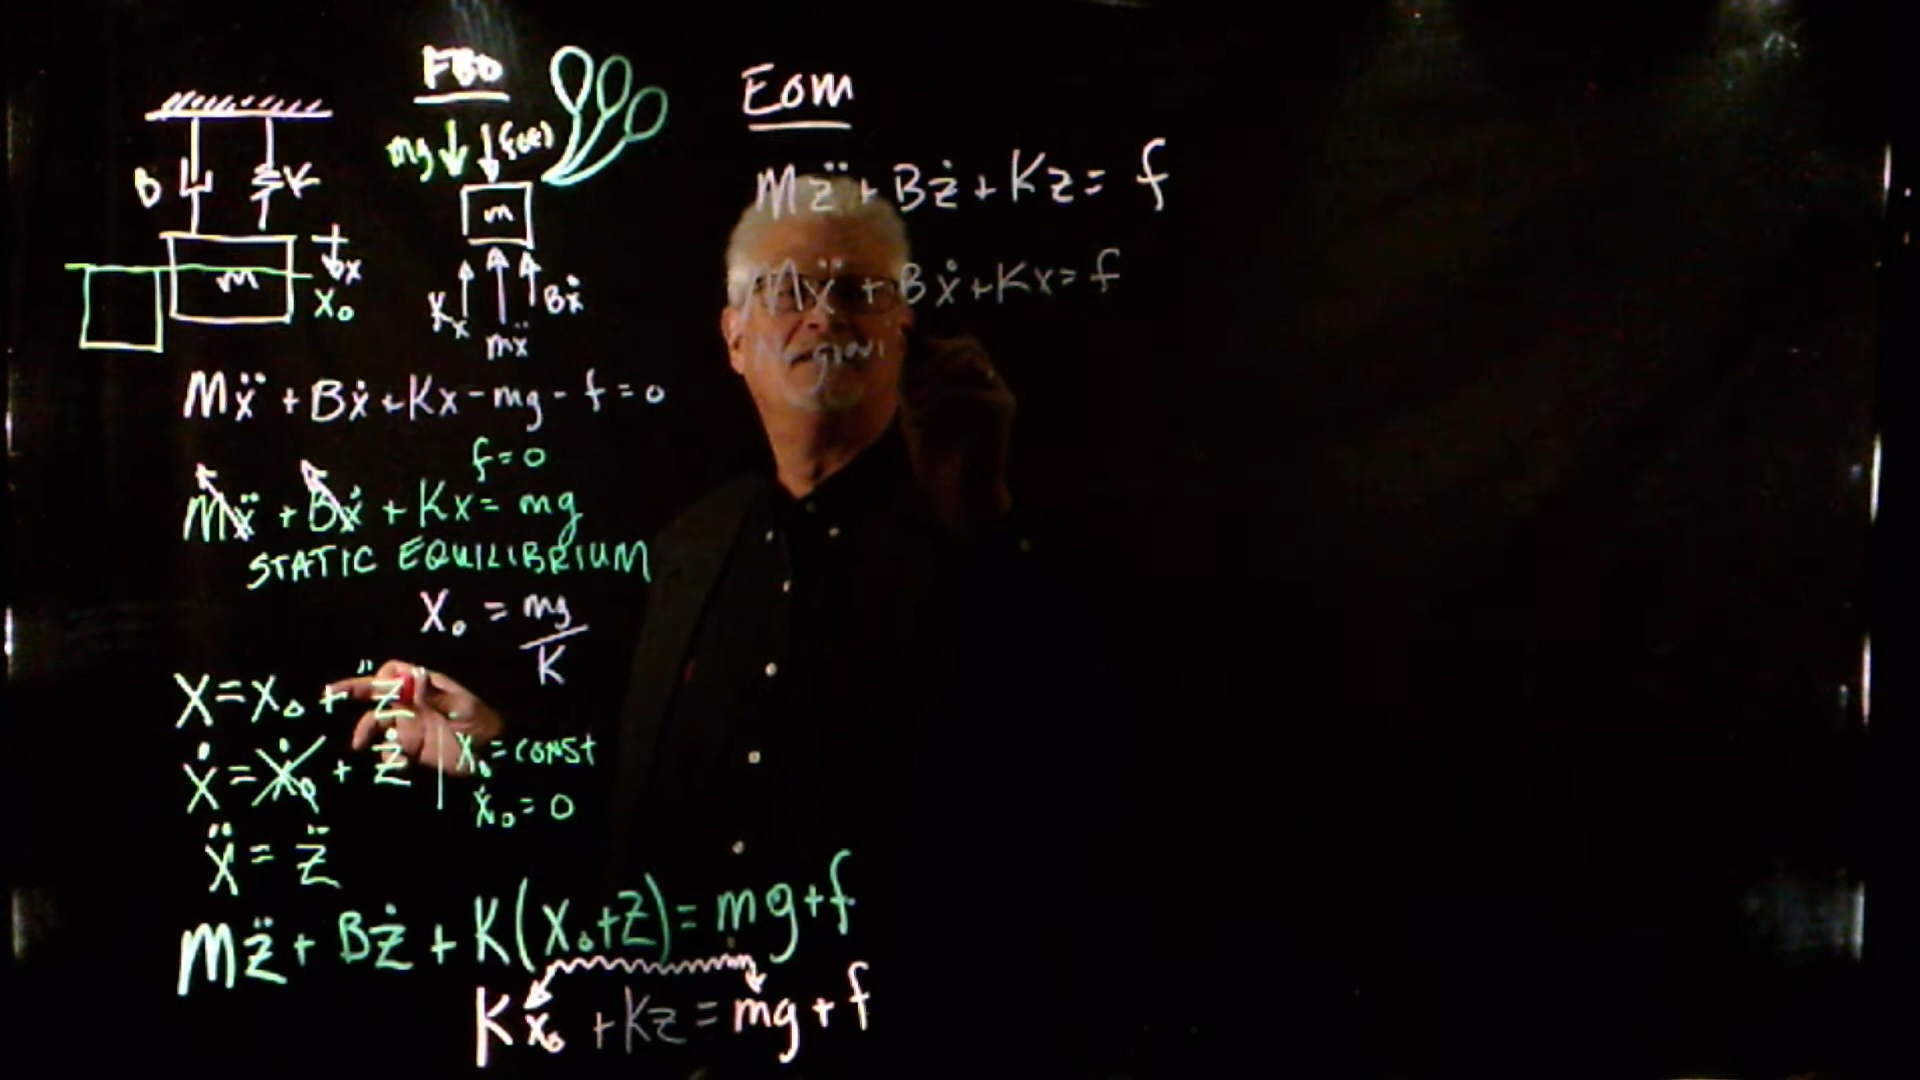 FBD
mg f(t)
B K
m
m
x
x₀
Kx mẍ Bẋ
Mẍ + Bẋ + Kx - mg - f = 0
f = 0
Mẍ + Bẋ + Kx = mg
STATIC EQUILIBRIUM
x₀ = mg/K
x = x₀ + "z"
ẋ = ẋ₀ + ż
x₀ = CONST
ẋ₀ = 0
ẍ = z̈
Mz̈ + Bż + K(x₀+z) = mg + f
Kx₀ + Kz = mg + f
EOM
Mz̈ + Bż + Kz = f
Mẍ + Bẋ + Kx = f